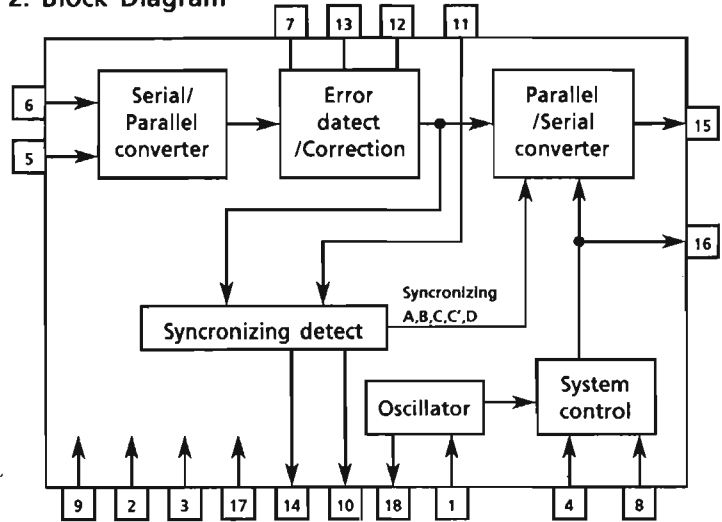 2. Block Diagram
7 13 12 11
6
5
Serial/
Parallel
converter
Error
datect
/Correction
Parallel
/Serial
converter
15
16
Syncronizing
A,B,C,C',D
Syncronizing detect
Oscillator
System
control
9 2 3 17 14 10 18 1 4 8